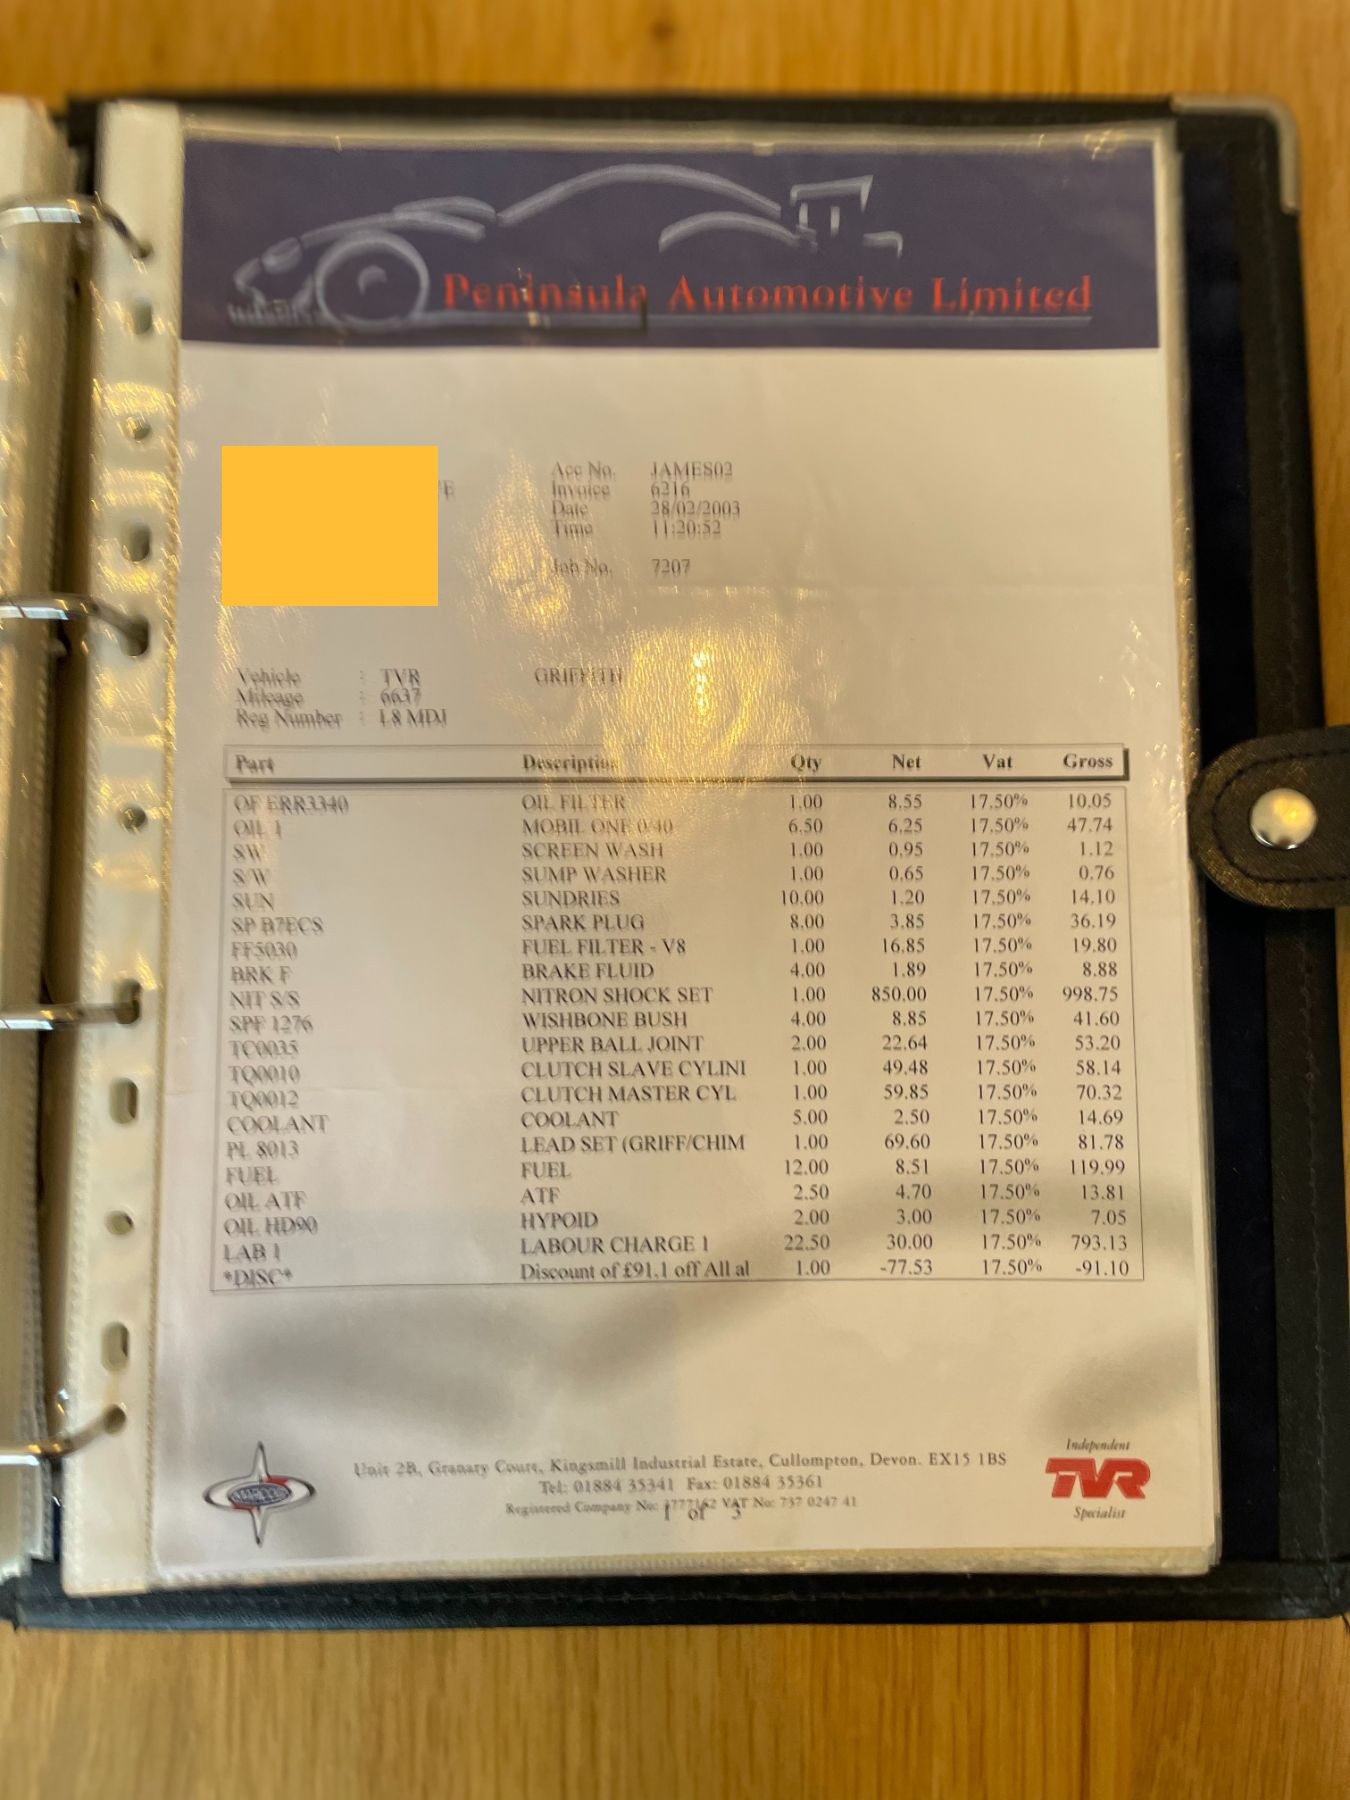 Peninsula Automotive Limited
Acc No. JAMES02
Invoice 6216
Date 28/02/2003
Time 11:20:52
Job No. 7207
Vehicle : TVR GRIFFITH
Mileage : 6637
Reg Number : L8 MDJ
Part Description Qty Net Vat Gross
OF ERR3340 OIL FILTER 1.00 8.55 17.50% 10.05
OIL 1 MOBIL ONE 0/40 6.50 6.25 17.50% 47.74
SW SCREEN WASH 1.00 0.95 17.50% 1.12
S/W SUMP WASHER 1.00 0.65 17.50% 0.76
SUN SUNDRIES 10.00 1.20 17.50% 14.10
SP B7ECS SPARK PLUG 8.00 3.85 17.50% 36.19
FF5030 FUEL FILTER - V8 1.00 16.85 17.50% 19.80
BRK F BRAKE FLUID 4.00 1.89 17.50% 8.88
NIT S/S NITRON SHOCK SET 1.00 850.00 17.50% 998.75
SPF 1276 WISHBONE BUSH 4.00 8.85 17.50% 41.60
TC0035 UPPER BALL JOINT 2.00 22.64 17.50% 53.20
TQ0010 CLUTCH SLAVE CYLINI 1.00 49.48 17.50% 58.14
TQ0012 CLUTCH MASTER CYL 1.00 59.85 17.50% 70.32
COOLANT COOLANT 5.00 2.50 17.50% 14.69
PL 8013 LEAD SET (GRIFF/CHIM 1.00 69.60 17.50% 81.78
FUEL FUEL 12.00 8.51 17.50% 119.99
OIL ATF ATF 2.50 4.70 17.50% 13.81
OIL HD90 HYPOID 2.00 3.00 17.50% 7.05
LAB 1 LABOUR CHARGE 1 22.50 30.00 17.50% 793.13
*DISC* Discount of £91.1 off All al 1.00 -77.53 17.50% -91.10
Unit 2B, Granary Court, Kingsmill Industrial Estate, Cullompton, Devon. EX15 1BS
Tel: 01884 35341 Fax: 01884 35361
Registered Company No: VAT No: 737 0247 41
1 of 3
MARCOS
Independent
TVR
Specialist